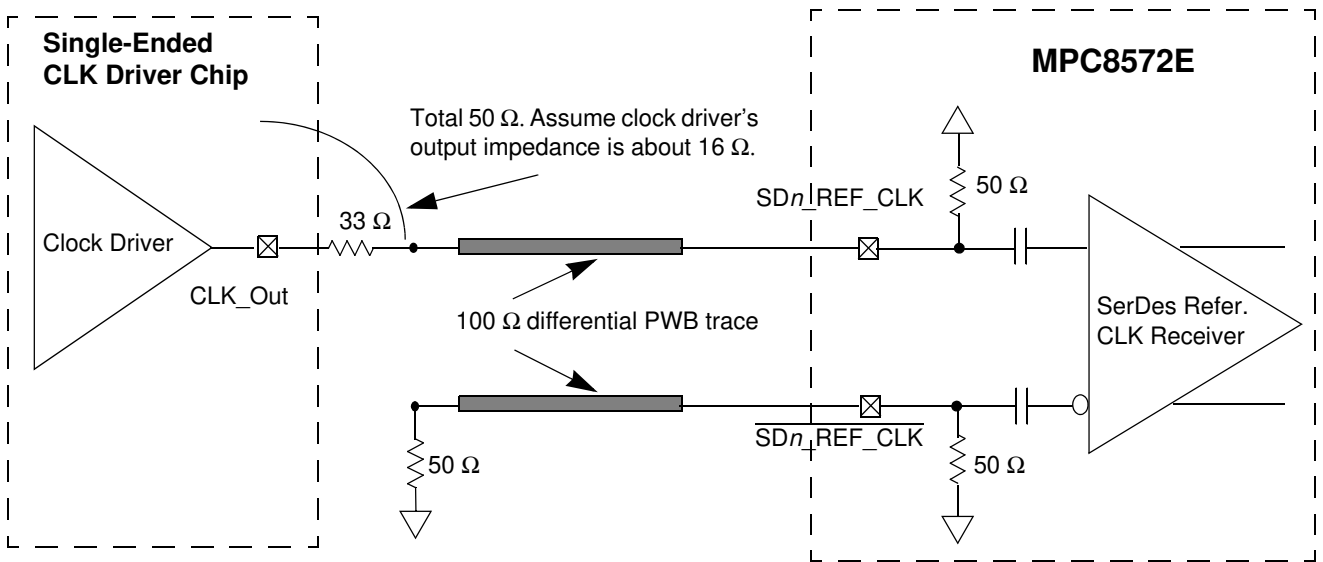 Single-Ended
CLK Driver Chip
MPC8572E
Total 50 Ω. Assume clock driver's
output impedance is about 16 Ω.
SDn_REF_CLK
50 Ω
33 Ω
Clock Driver
CLK_Out
100 Ω differential PWB trace
SerDes Refer.
CLK Receiver
SDn_REF_CLK
50 Ω
50 Ω